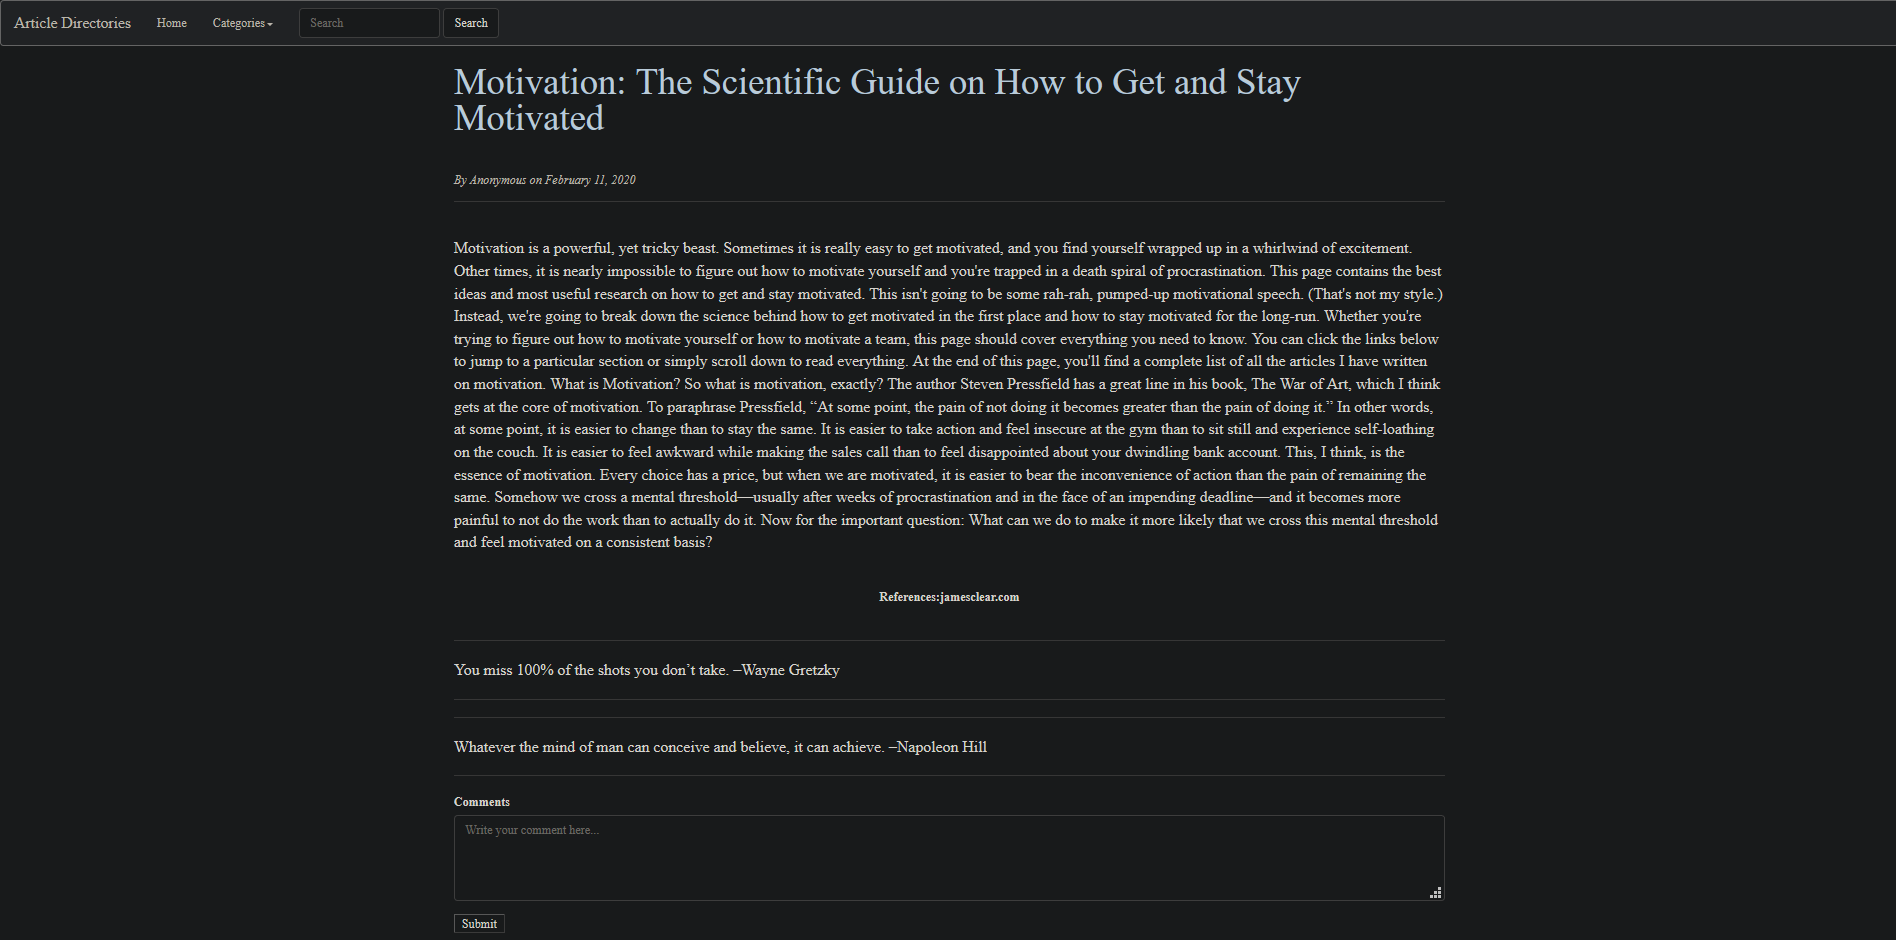 Article Directories Home Categories Search Search
Motivation: The Scientific Guide on How to Get and Stay
Motivated
By Anonymous on February 11, 2020
Motivation is a powerful, yet tricky beast. Sometimes it is really easy to get motivated, and you find yourself wrapped up in a whirlwind of excitement.
Other times, it is nearly impossible to figure out how to motivate yourself and you're trapped in a death spiral of procrastination. This page contains the best
ideas and most useful research on how to get and stay motivated. This isn't going to be some rah-rah, pumped-up motivational speech. (That's not my style.)
Instead, we're going to break down the science behind how to get motivated in the first place and how to stay motivated for the long-run. Whether you're
trying to figure out how to motivate yourself or how to motivate a team, this page should cover everything you need to know. You can click the links below
to jump to a particular section or simply scroll down to read everything. At the end of this page, you'll find a complete list of all the articles I have written
on motivation. What is Motivation? So what is motivation, exactly? The author Steven Pressfield has a great line in his book, The War of Art, which I think
gets at the core of motivation. To paraphrase Pressfield, “At some point, the pain of not doing it becomes greater than the pain of doing it.” In other words,
at some point, it is easier to change than to stay the same. It is easier to take action and feel insecure at the gym than to sit still and experience self-loathing
on the couch. It is easier to feel awkward while making the sales call than to feel disappointed about your dwindling bank account. This, I think, is the
essence of motivation. Every choice has a price, but when we are motivated, it is easier to bear the inconvenience of action than the pain of remaining the
same. Somehow we cross a mental threshold—usually after weeks of procrastination and in the face of an impending deadline—and it becomes more
painful to not do the work than to actually do it. Now for the important question: What can we do to make it more likely that we cross this mental threshold
and feel motivated on a consistent basis?
References:jamesclear.com
You miss 100% of the shots you don’t take. –Wayne Gretzky
Whatever the mind of man can conceive and believe, it can achieve. –Napoleon Hill
Comments
Write your comment here...
Submit